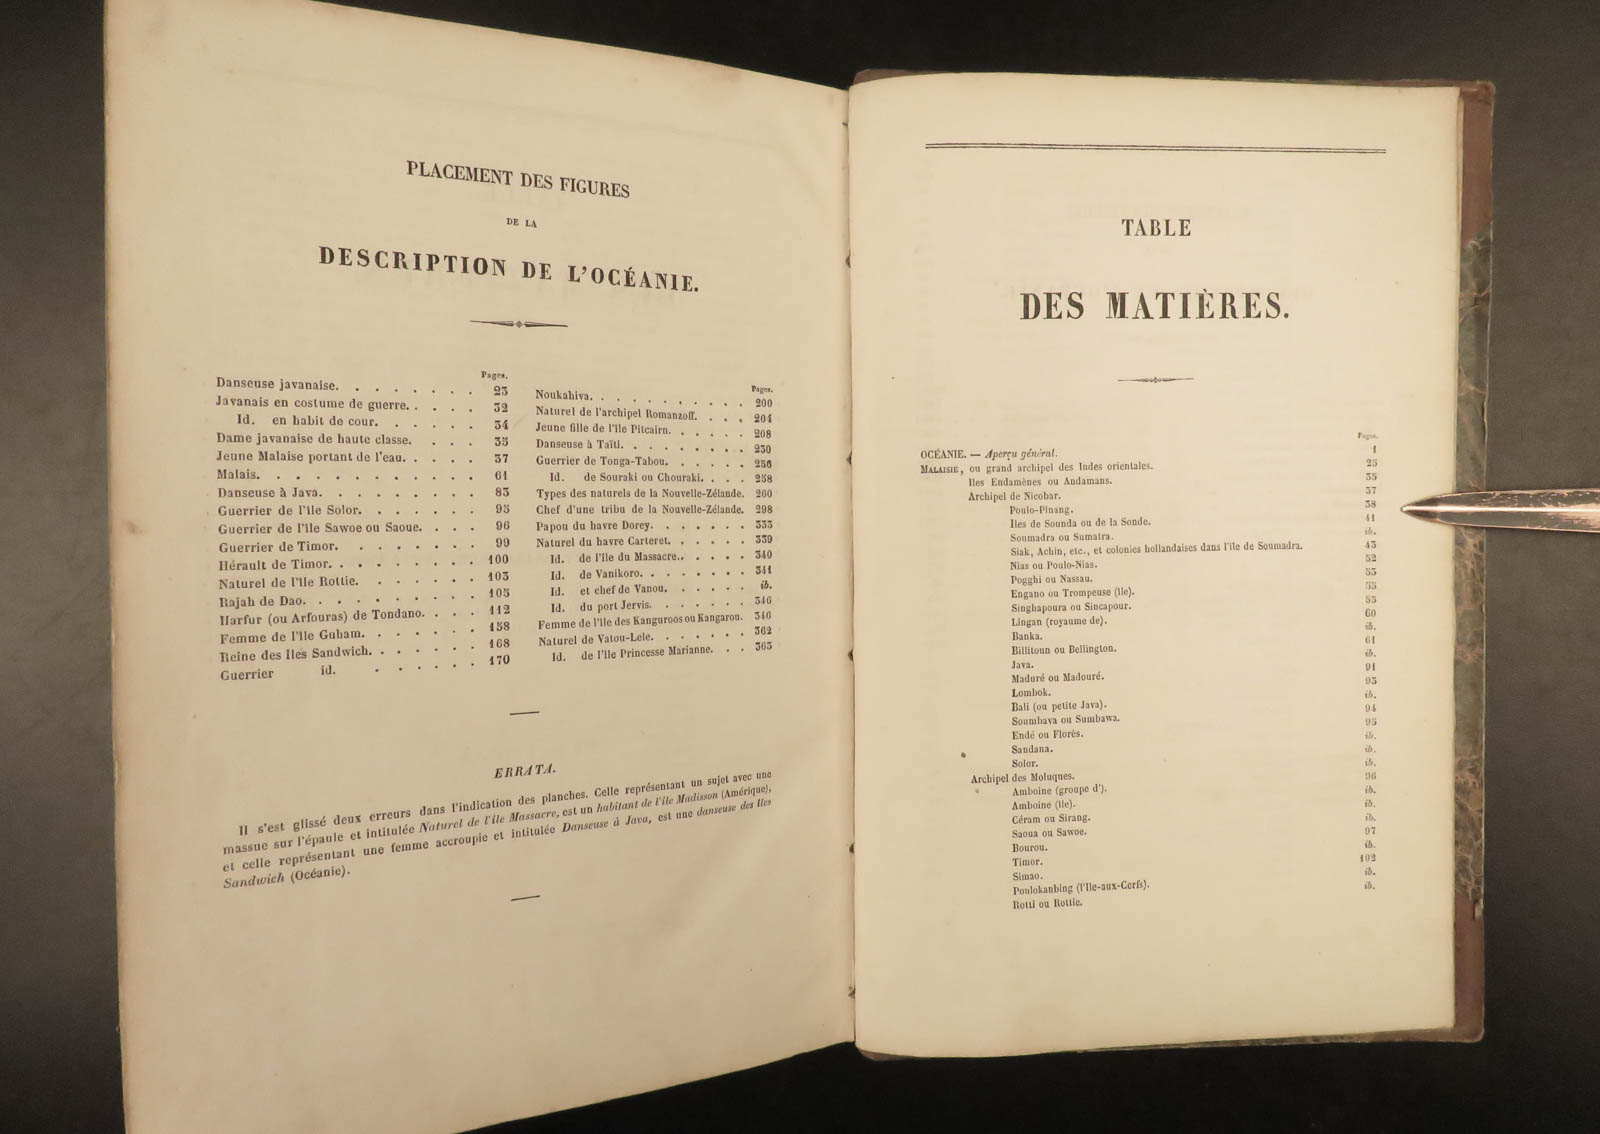 PLACEMENT DES FIGURES
DE LA
DESCRIPTION DE L'OCÉANIE.
Pages.
Danseuse javanaise. 23
Javanais en costume de guerre. 32
Id. en habit de cour. 34
Dame javanaise de haute classe. 35
Jeune Malaise portant de l'eau. 37
Malais. 61
Danseuse à Java. 83
Guerrier de l'île Solor. 95
Guerrier de l'île Sawoe ou Saoue. 96
Guerrier de Timor. 99
Hérault de Timor. 100
Naturel de l'île Rottie. 103
Rajah de Dao. 105
Harfur (ou Arfouras) de Tondano. 112
Femme de l'île Guham. 158
Reine des îles Sandwich. 168
Guerrier id. 170
Pages.
Noukahiva. 200
Naturel de l'archipel Romanzoff. 204
Jeune fille de l'île Pitcairn. 208
Danseuse à Taïti. 230
Guerrier de Tonga-Tabou. 256
Id. de Souraki ou Chouraki. 258
Types des naturels de la Nouvelle-Zélande. 260
Chef d'une tribu de la Nouvelle-Zélande. 298
Papou du havre Dorey. 333
Naturel du havre Carteret. 339
Id. de l'île du Massacre. 340
Id. de Vanikoro. 341
Id. et chef de Vanou. ib.
Id. du port Jervis. 346
Femme de l'île des Kanguroos ou Kangarou. 346
Naturel de Vatou-Lele. 362
Id. de l'île Princesse Marianne. 363
ERRATA.
Il s'est glissé deux erreurs dans l'indication des planches. Celle représentant un sujet avec une
massue sur l'épaule et intitulée Naturel de l'île Massacre, est un habitant de l'île Madisson (Amérique),
et celle représentant une femme accroupie et intitulée Danseuse à Java, est une danseuse des îles
Sandwich (Océanie).
TABLE
DES MATIÈRES.
Pages.
OCÉANIE. — Aperçu général. 1
MALAISIE, ou grand archipel des Indes orientales. 25
Iles Endamènes ou Andamans. 35
Archipel de Nicobar. 37
Poulo-Pinang. 38
Iles de Sounda ou de la Sonde. 41
Soumadra ou Sumatra. ib.
Siak, Achin, etc., et colonies hollandaises dans l'île de Soumadra. 45
Nias ou Poulo-Nias. 52
Pogghi ou Nassau. 53
Engano ou Trompeuse (Ile). 55
Singhapoura ou Sincapour. 55
Lingan (royaume de). 60
Banka. ib.
Billitoun ou Bellington. 61
Java. ib.
Maduré ou Madouré. 91
Lombok. 93
Bali (ou petite Java). ib.
Soumbava ou Sumbawa. 94
Endé ou Florès. 95
Sandana. ib.
Solor. ib.
Archipel des Moluques. 96
Amboine (groupe d'). ib.
Amboine (île). ib.
Céram ou Sirang. ib.
Saoua ou Sawoe. 97
Bourou. ib.
Timor. 102
Simao. ib.
Poulokanbing (l'Ile-aux-Cerfs). ib.
Rotti ou Rottie.